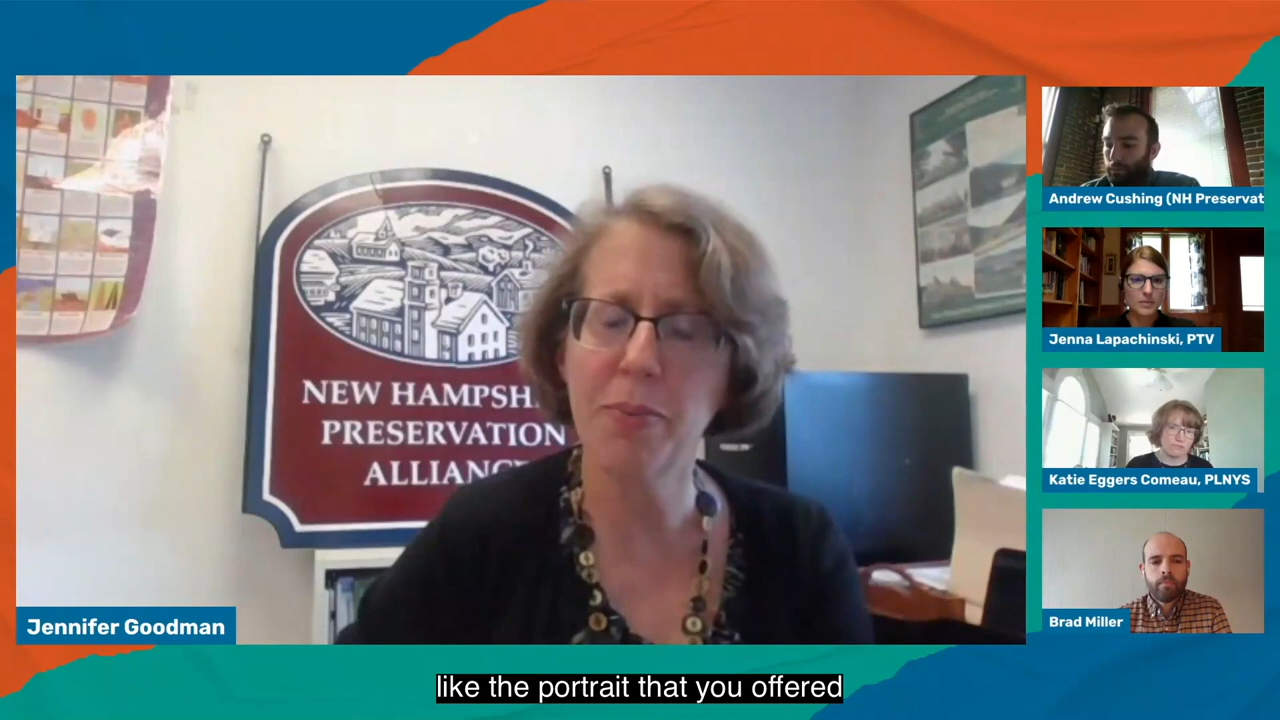 NEW HAMPSH
PRESERVATION
ALLIANC
Jennifer Goodman
Andrew Cushing (NH Preservat
Jenna Lapachinski, PTV
Katie Eggers Comeau, PLNYS
Brad Miller
like the portrait that you offered